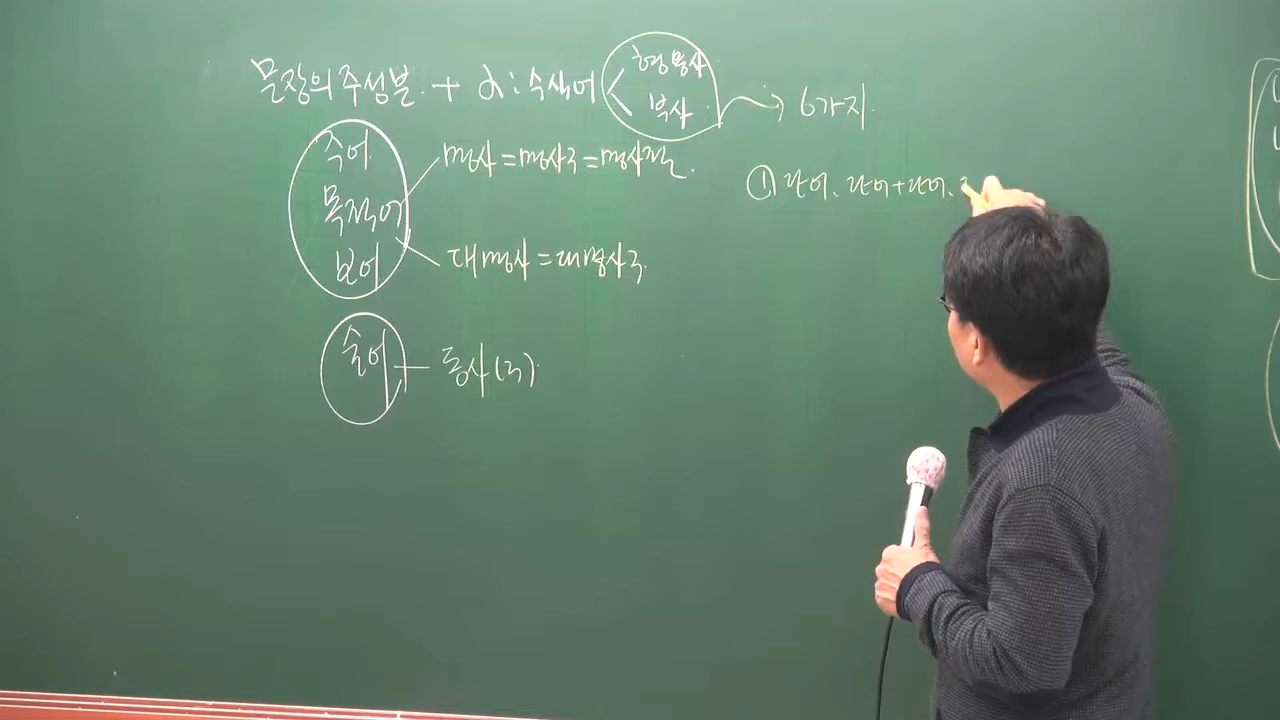 문장의 주성분. + α : 수식어 < 형용사 부사 → 6가지.
주어.
목적어
보어
명사 = 명사구 = 명사절.
대명사 = 대명사구.
술어 — 동사(구).
① 단어, 단어+단어,